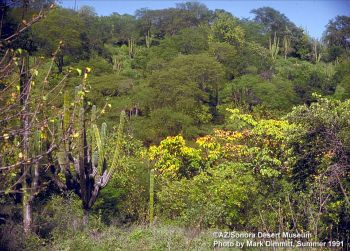 ©AZ/Sonora Desert Museum
Photo by Mark Dimmitt, Summer 1991